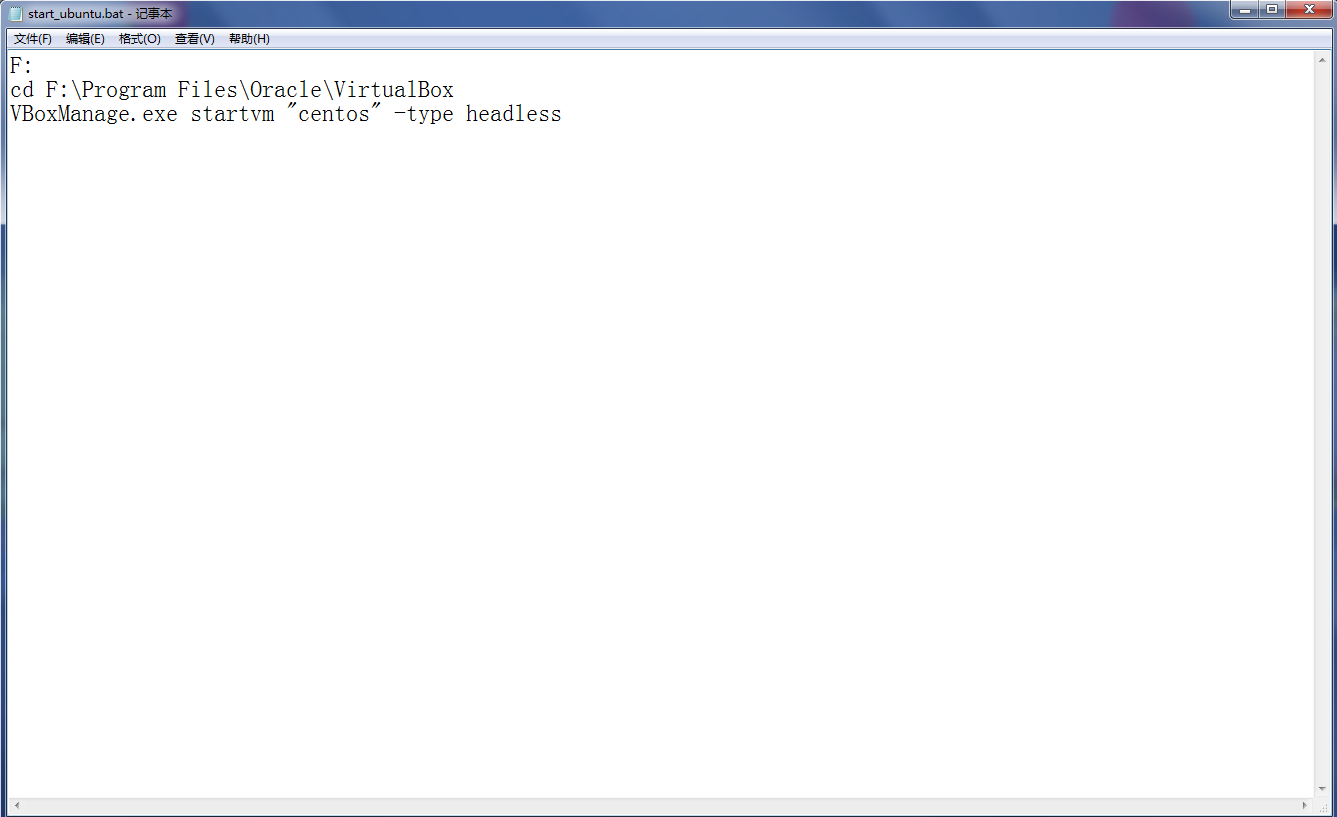 start_ubuntu.bat - 记事本
文件(F) 编辑(E) 格式(O) 查看(V) 帮助(H)
F:
cd F:\Program Files\Oracle\VirtualBox
VBoxManage.exe startvm "centos" -type headless